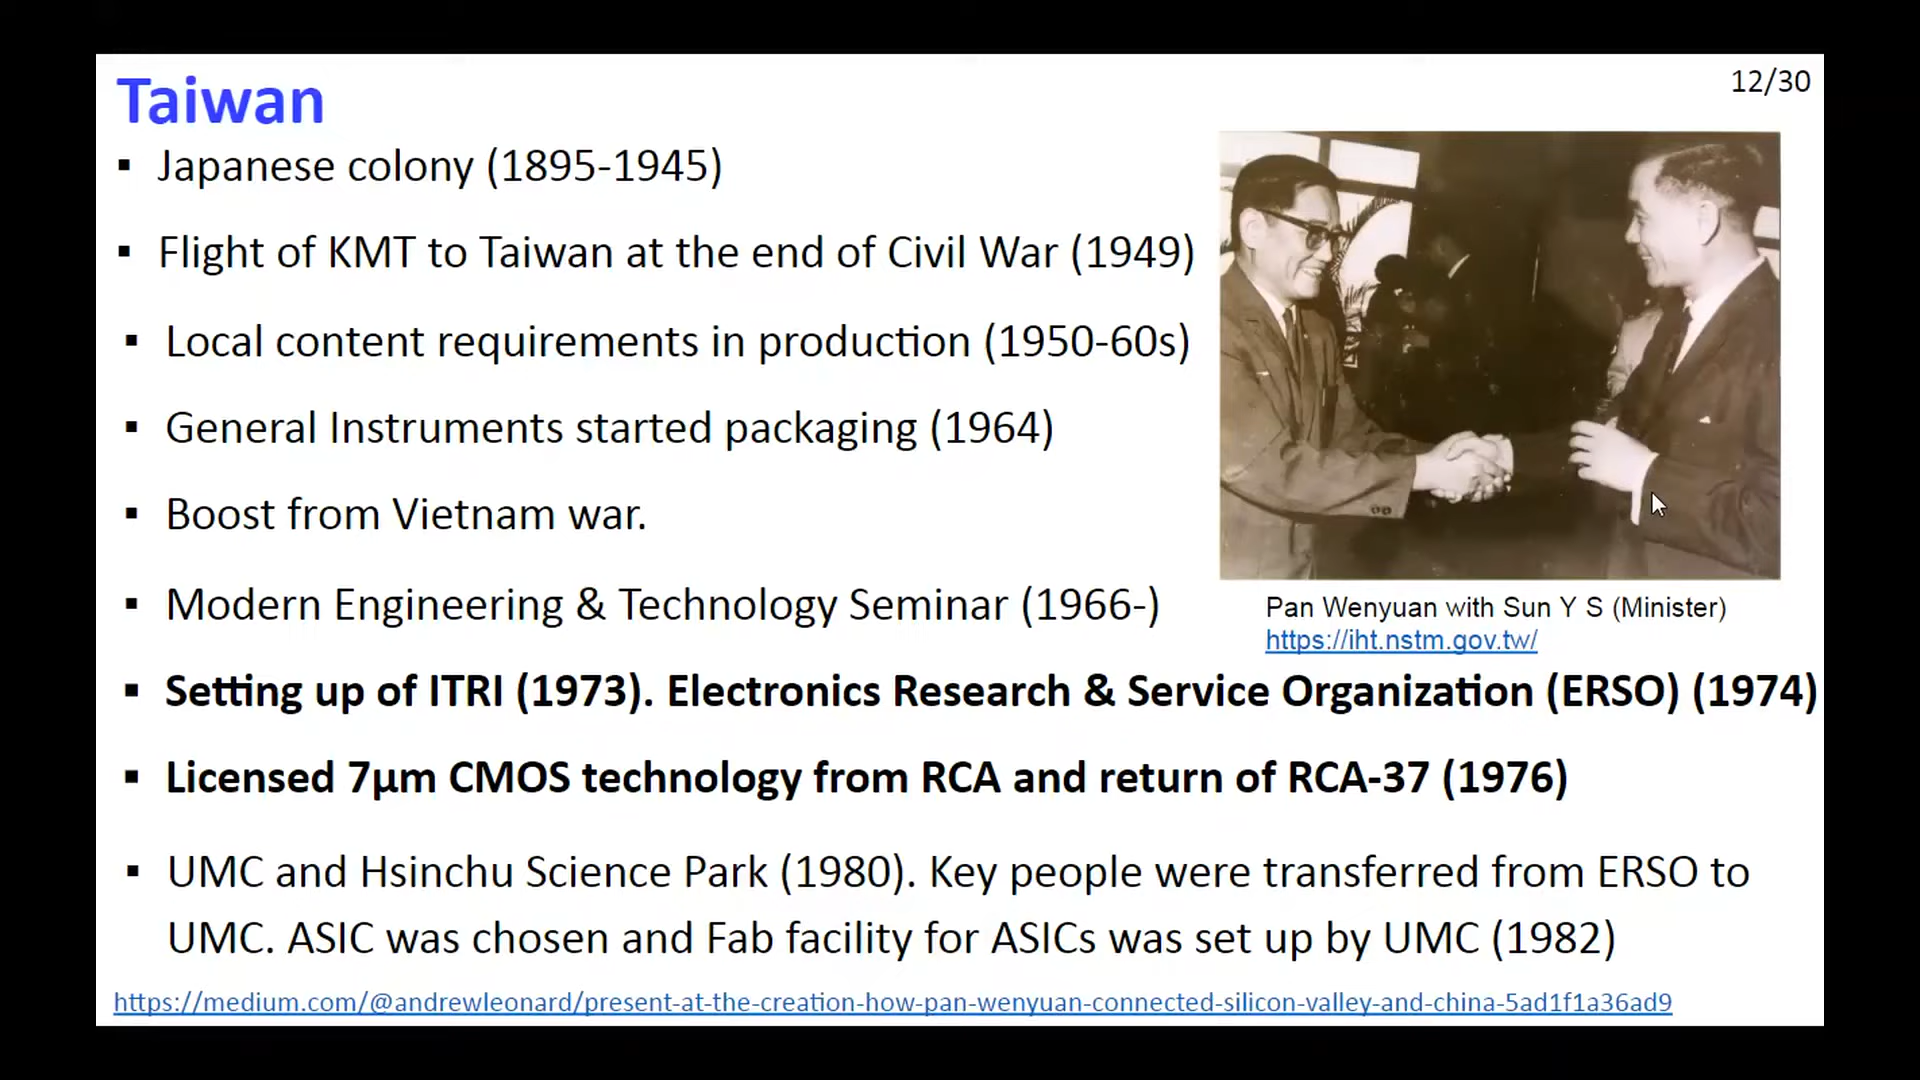 Taiwan
12/30
▪ Japanese colony (1895-1945)
▪ Flight of KMT to Taiwan at the end of Civil War (1949)
▪ Local content requirements in production (1950-60s)
▪ General Instruments started packaging (1964)
▪ Boost from Vietnam war.
▪ Modern Engineering & Technology Seminar (1966-)
Pan Wenyuan with Sun Y S (Minister)
https://iht.nstm.gov.tw/
▪ Setting up of ITRI (1973). Electronics Research & Service Organization (ERSO) (1974)
▪ Licensed 7µm CMOS technology from RCA and return of RCA-37 (1976)
▪ UMC and Hsinchu Science Park (1980). Key people were transferred from ERSO to
UMC. ASIC was chosen and Fab facility for ASICs was set up by UMC (1982)
https://medium.com/@andrewleonard/present-at-the-creation-how-pan-wenyuan-connected-silicon-valley-and-china-5ad1f1a36ad9